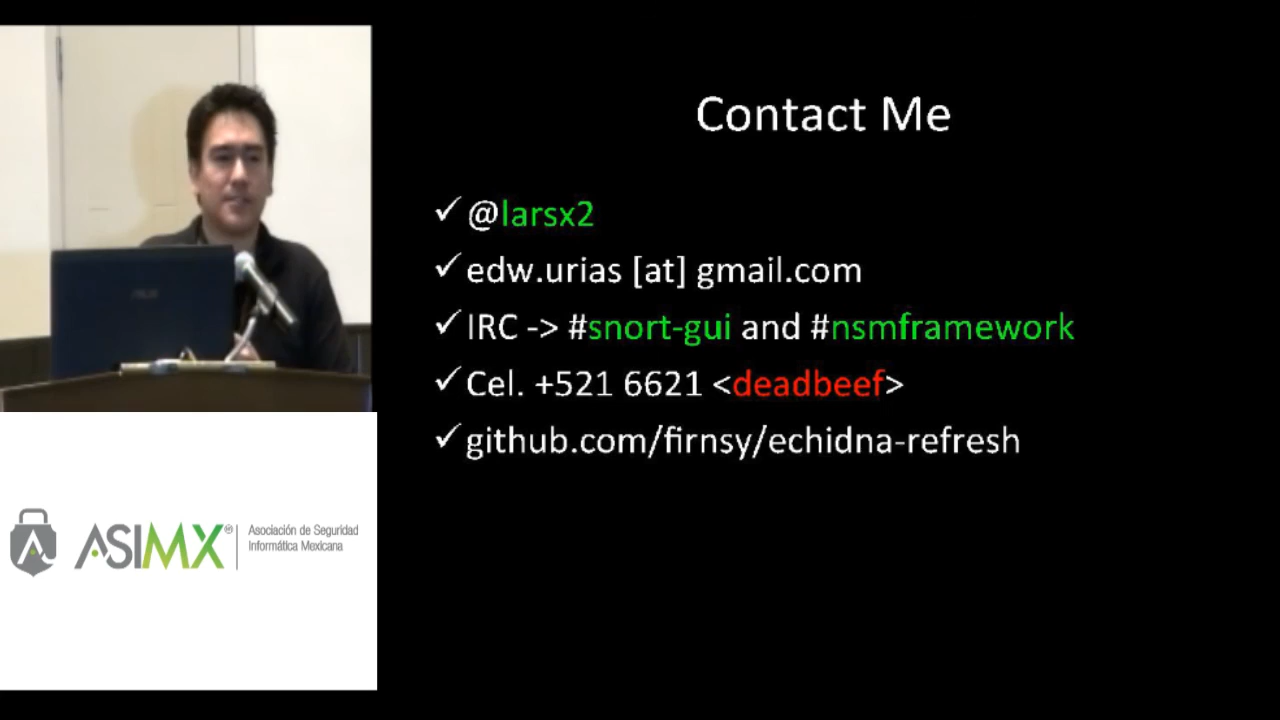 Contact Me
✓ @larsx2
✓ edw.urias [at] gmail.com
✓ IRC -> #snort-gui and #nsmframework
✓ Cel. +521 6621 <deadbeef>
✓ github.com/firnsy/echidna-refresh
ASIMX®
Asociación de Seguridad
Informática Mexicana